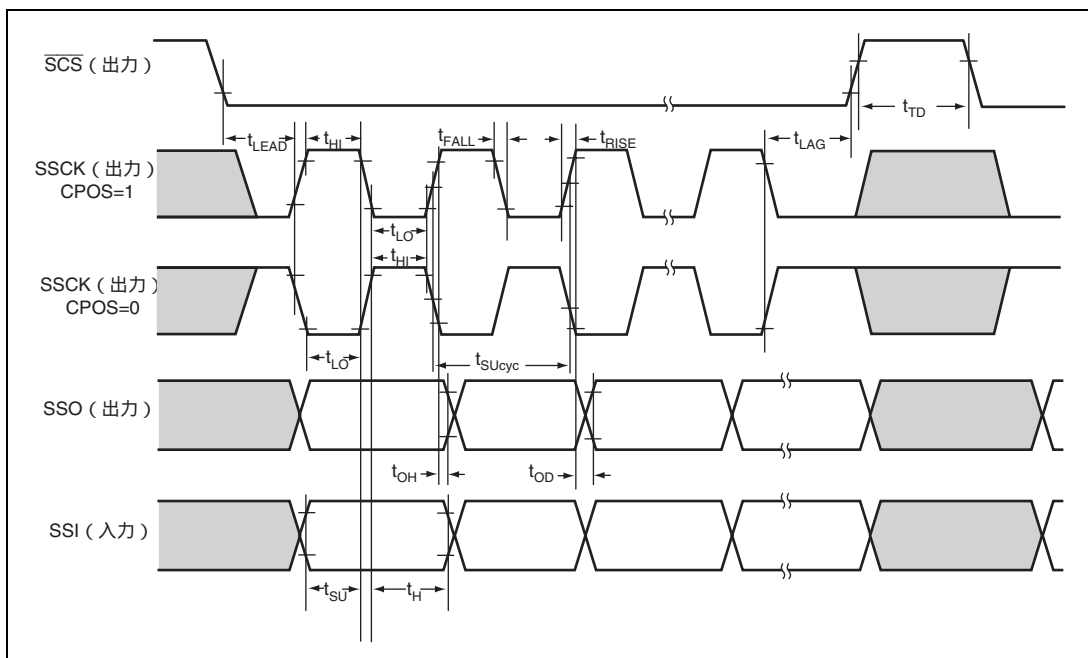 SCS（出力）
tTD
tLEAD
tHI
tFALL
tRISE
tLAG
SSCK（出力）
CPOS=1
tLO
tHI
SSCK（出力）
CPOS=0
tLO
tSUcyc
SSO（出力）
tOH
tOD
SSI（入力）
tSU
tH